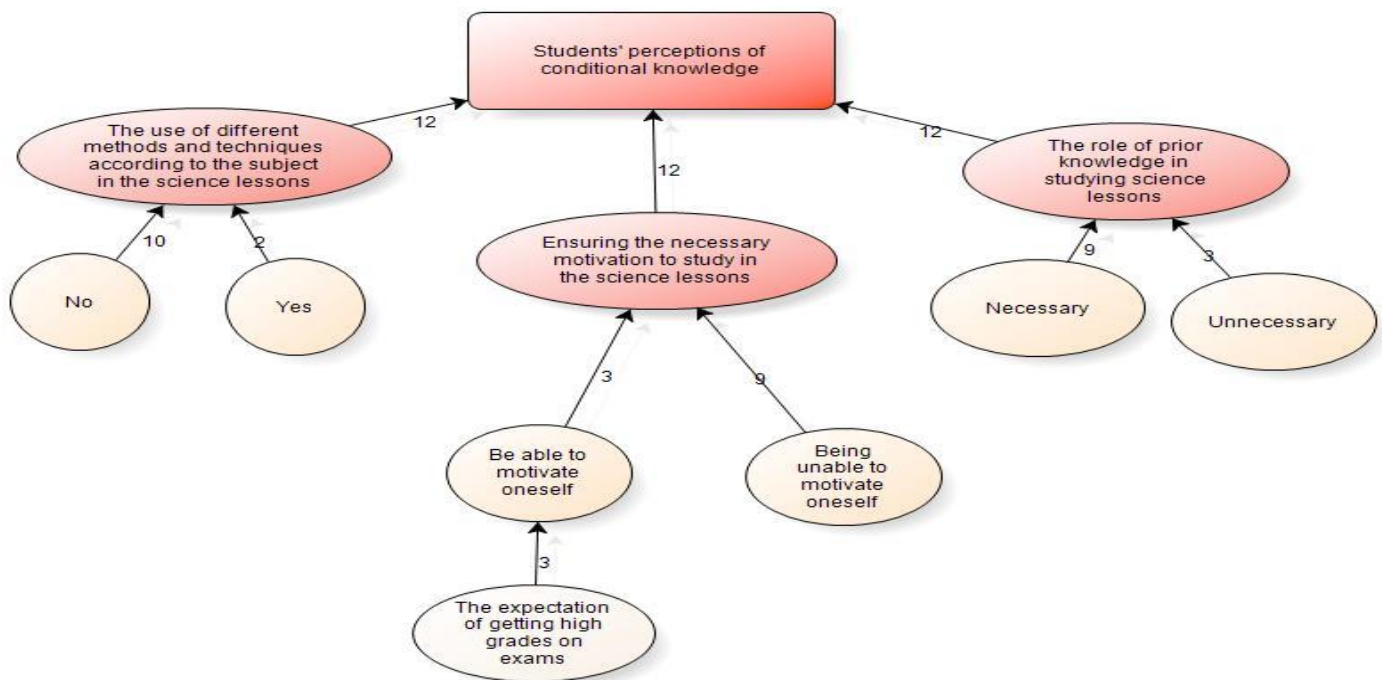 Students' perceptions of
conditional knowledge
12
12
12
The use of different
methods and techniques
according to the subject
in the science lessons
The role of prior
knowledge in
studying science
lessons
Ensuring the necessary
motivation to study in
the science lessons
10
2
9
3
No
Yes
Necessary
Unnecessary
3
9
Be able to
motivate
oneself
Being
unable to
motivate
oneself
3
The expectation
of getting high
grades on
exams